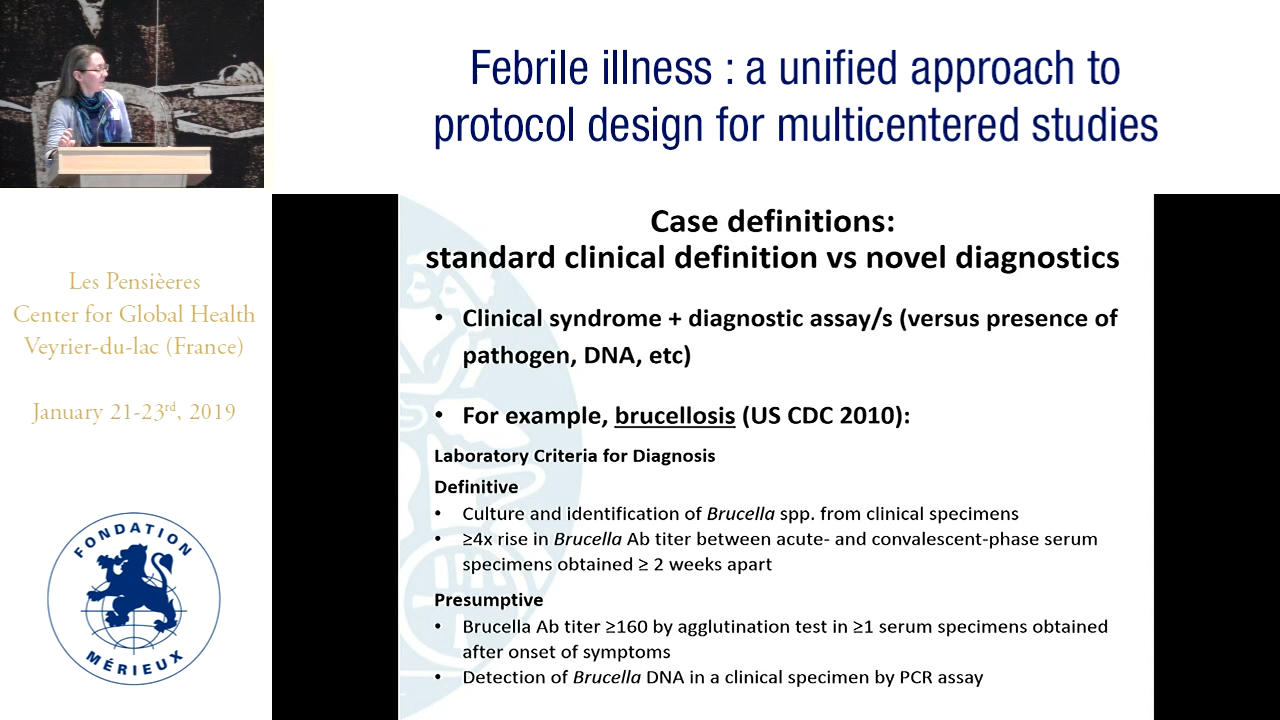 Febrile illness : a unified approach to
protocol design for multicentered studies
Les Pensièeres
Center for Global Health
Veyrier-du-lac (France)
January 21-23rd, 2019
FONDATION
MÉRIEUX
Case definitions:
standard clinical definition vs novel diagnostics
• Clinical syndrome + diagnostic assay/s (versus presence of
pathogen, DNA, etc)
• For example, brucellosis (US CDC 2010):
Laboratory Criteria for Diagnosis
Definitive
• Culture and identification of Brucella spp. from clinical specimens
• ≥4x rise in Brucella Ab titer between acute- and convalescent-phase serum
specimens obtained ≥ 2 weeks apart
Presumptive
• Brucella Ab titer ≥160 by agglutination test in ≥1 serum specimens obtained
after onset of symptoms
• Detection of Brucella DNA in a clinical specimen by PCR assay